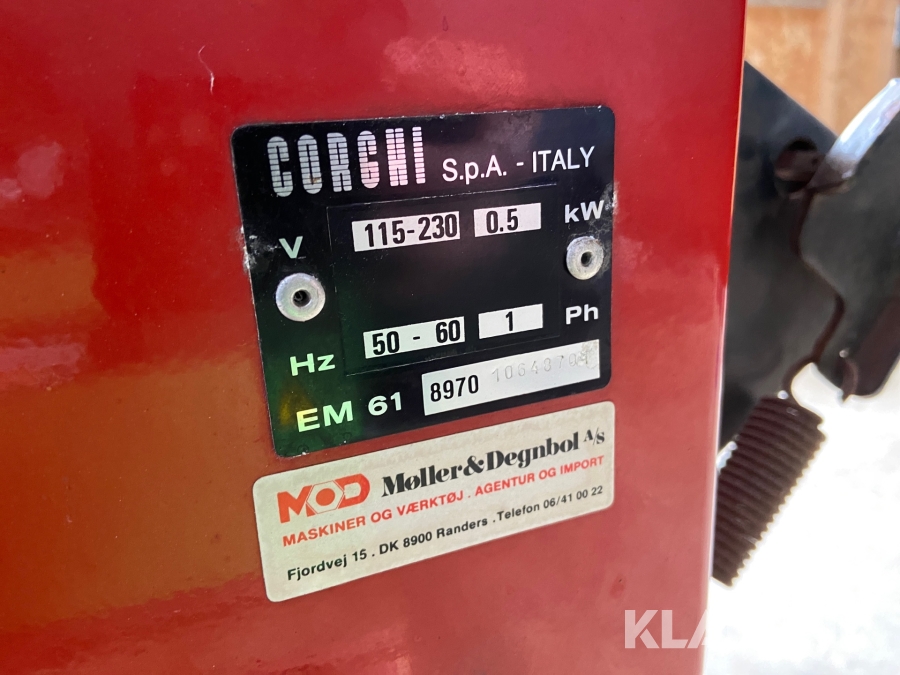 CORGHI S.p.A. - ITALY
V 115-230 0.5 kW
Hz 50 - 60 1 Ph
EM 61 8970
MOD Møller & Degnbol A/s
MASKINER OG VÆRKTØJ . AGENTUR OG IMPORT
Fjordvej 15 . DK 8900 Randers . Telefon 06/41 00 22